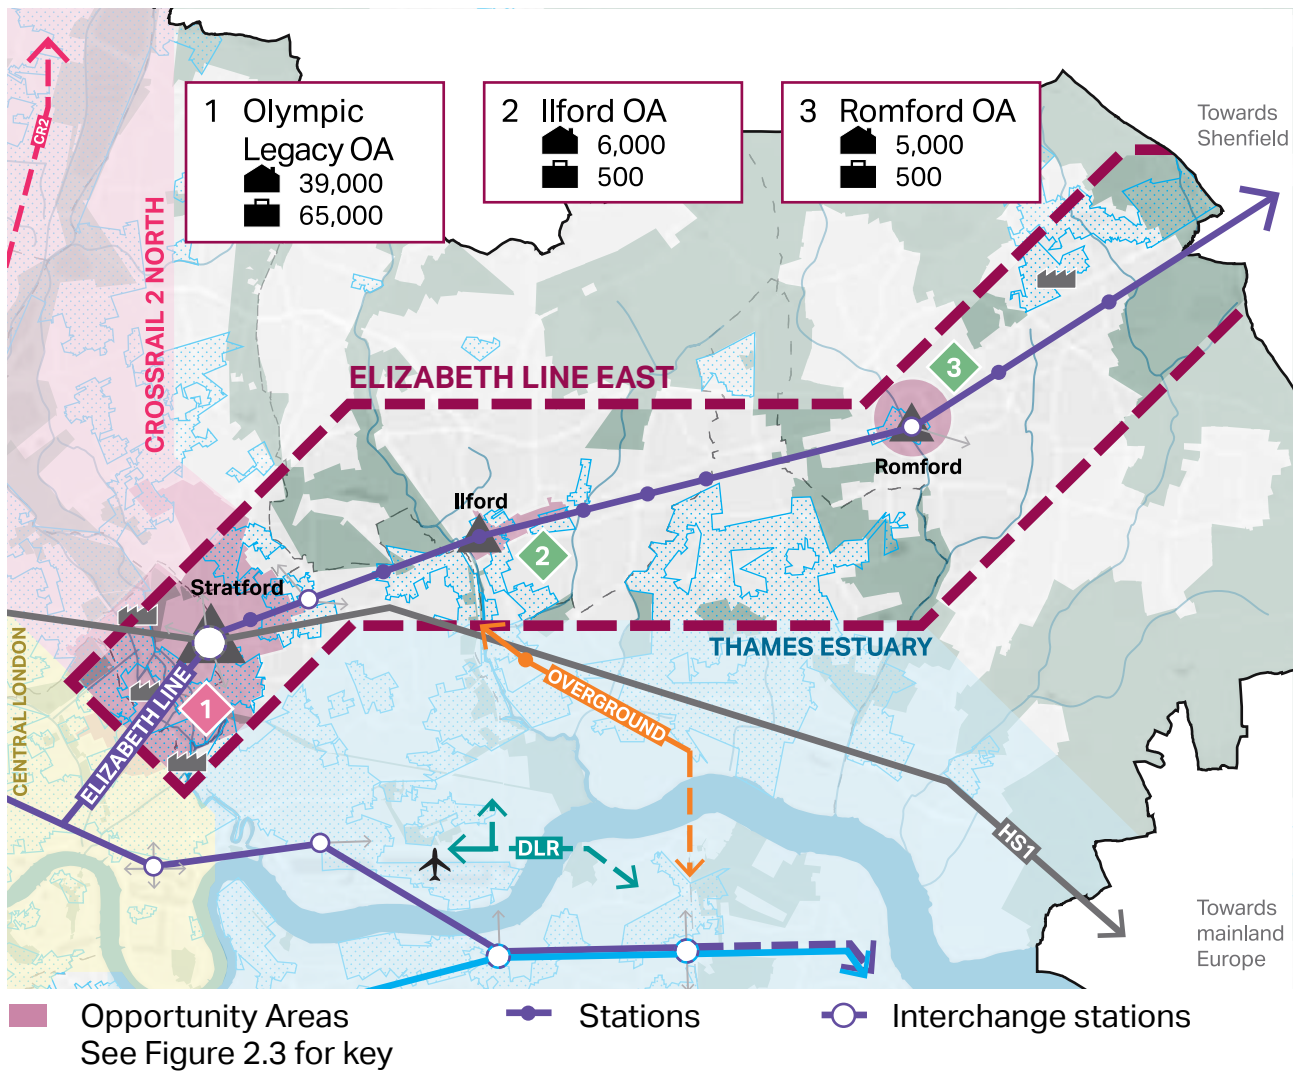 1 Olympic
Legacy OA
39,000
65,000
2 Ilford OA
6,000
500
3 Romford OA
5,000
500
Towards
Shenfield
CR2
CROSSRAIL 2 NORTH
ELIZABETH LINE EAST
3
Romford
Ilford
2
Stratford
THAMES ESTUARY
CENTRAL LONDON
1
ELIZABETH LINE
OVERGROUND
DLR
HS1
Towards
mainland
Europe
Opportunity Areas
See Figure 2.3 for key
Stations
Interchange stations